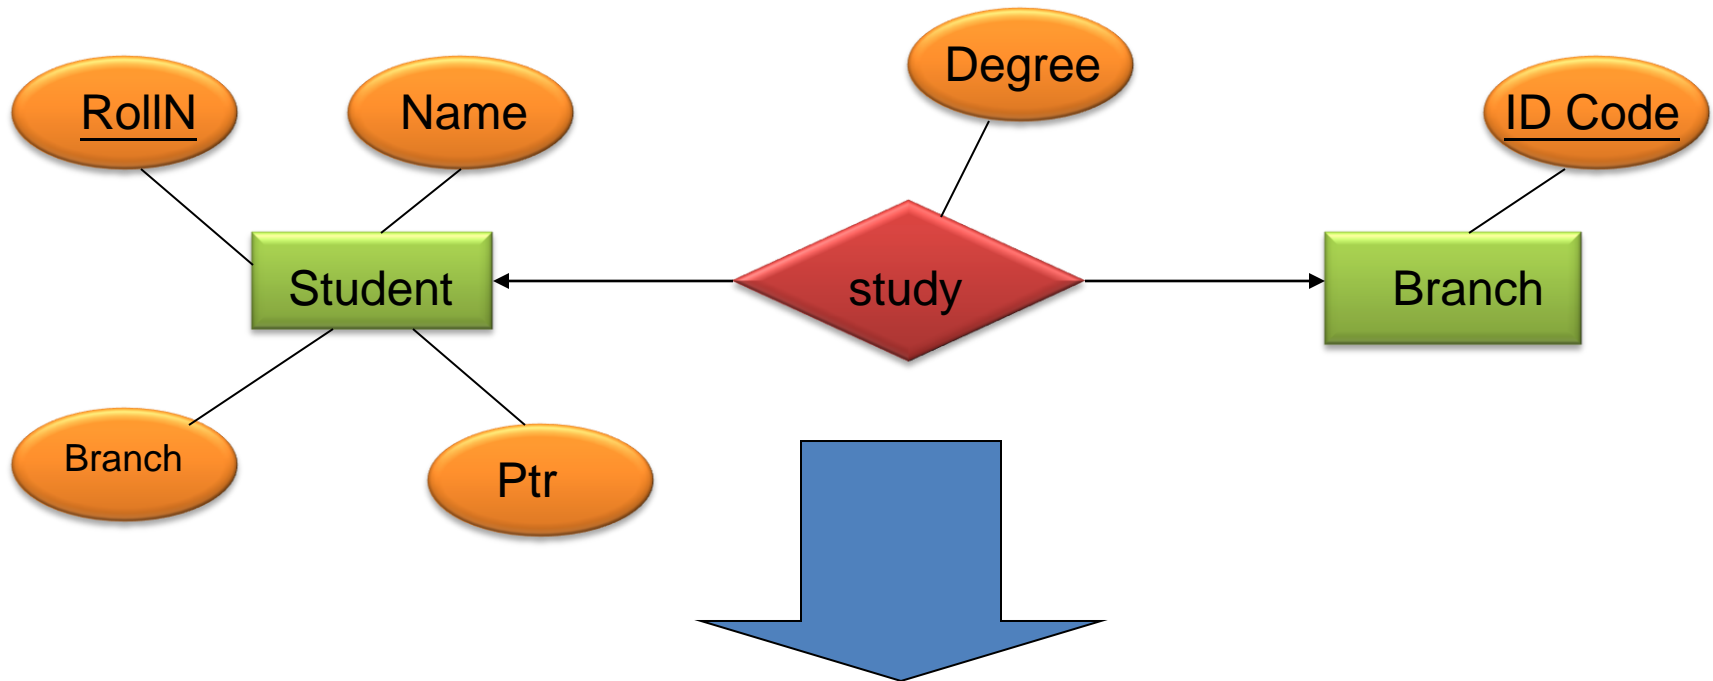 Degree
RollN
Name
ID Code
Student
study
Branch
Branch
Ptr